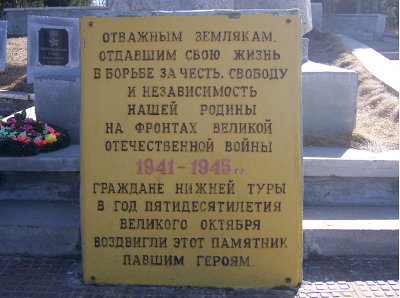 ОТВАЖНЫМ ЗЕМЛЯКАМ,
ОТДАВШИМ СВОЮ ЖИЗНЬ
В БОРЬБЕ ЗА ЧЕСТЬ, СВОБОДУ
И НЕЗАВИСИМОСТЬ
НАШЕЙ РОДИНЫ
НА ФРОНТАХ ВЕЛИКОЙ
ОТЕЧЕСТВЕННОЙ ВОЙНЫ
1941-1945 гг
ГРАЖДАНЕ НИЖНЕЙ ТУРЫ
В ГОД ПЯТИДЕСЯТИЛЕТИЯ
ВЕЛИКОГО ОКТЯБРЯ
ВОЗДВИГЛИ ЭТОТ ПАМЯТНИК
ПАВШИМ ГЕРОЯМ.